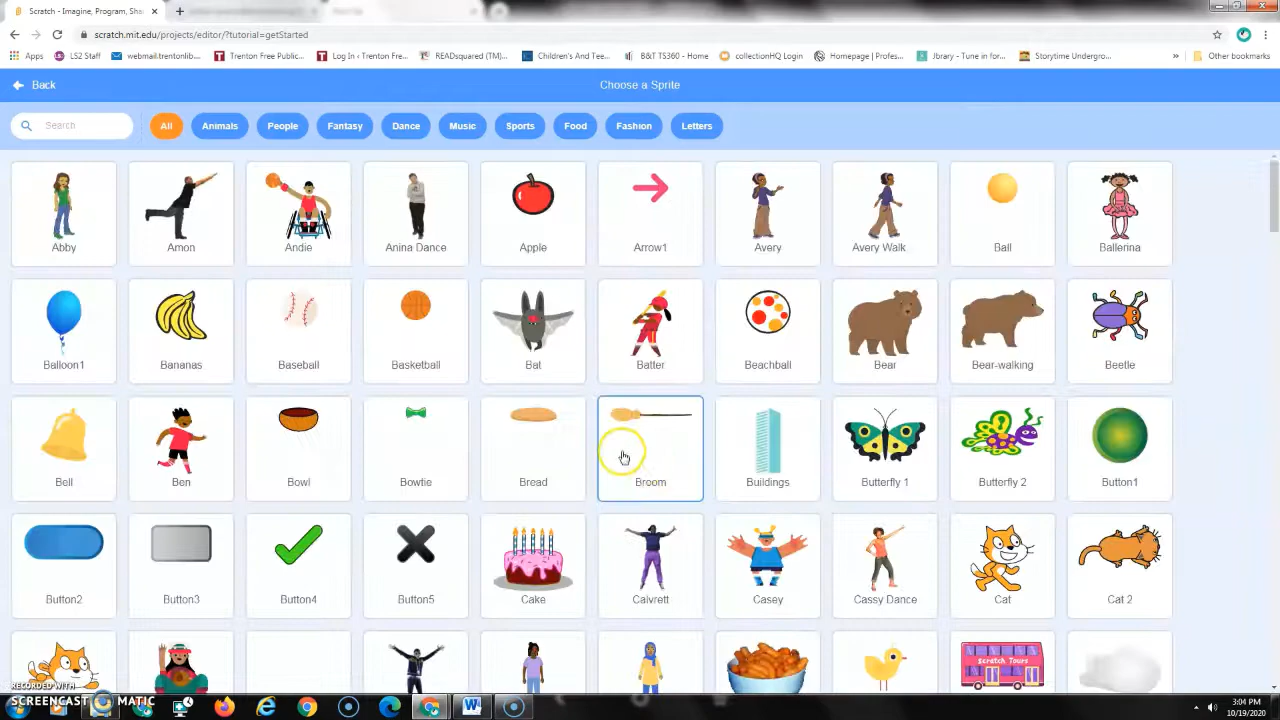 Scratch - Imagine, Program, Shar
scratch.mit.edu/projects/editor/?tutorial=getStarted
Apps LS2 Staff webmail.trentonlib... Trenton Free Public... Log In ‹ Trenton Fre... READsquared (TM)... Children's And Tee... B&T TS360 - Home collectionHQ Login Homepage | Profes... Jbrary - Tune in for... Storytime Undergro... » Other bookmarks
Back Choose a Sprite
Search All Animals People Fantasy Dance Music Sports Food Fashion Letters
Abby Amon Andie Anina Dance Apple Arrow1 Avery Avery Walk Ball Ballerina
Balloon1 Bananas Baseball Basketball Bat Batter Beachball Bear Bear-walking Beetle
Bell Ben Bowl Bowtie Bread Broom Buildings Butterfly 1 Butterfly 2 Button1
Button2 Button3 Button4 Button5 Cake Calvrett Casey Cassy Dance Cat Cat 2
Scratch Tours
RECORDED WITH
SCREENCAST MATIC
3:04 PM
10/19/2020